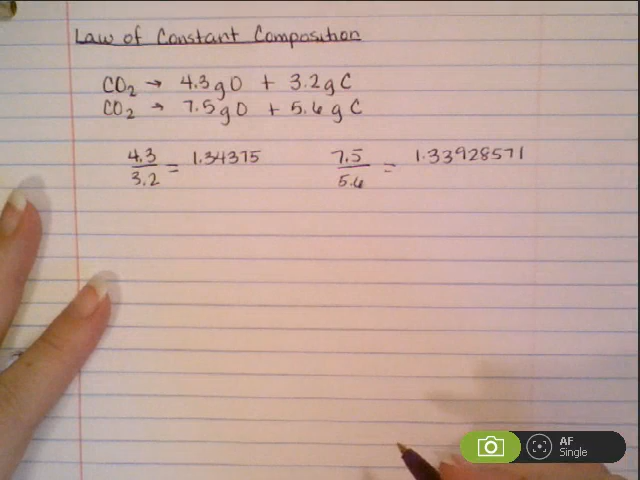 Law of Constant Composition
CO₂ → 4.3 g O + 3.2 g C
CO₂ → 7.5 g O + 5.6 g C
4.3/3.2 = 1.34375 7.5/5.6 = 1.33928571
AF
Single